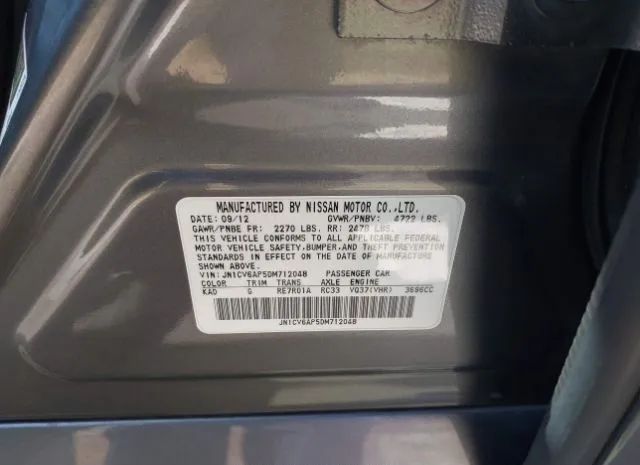 MANUFACTURED BY NISSAN MOTOR CO.,LTD.
DATE: 09/12 GVWR/PNBV: 4722 LBS.
GAWR/PNBE FR: 2270 LBS. RR: 2478 LBS.
THIS VEHICLE CONFORMS TO ALL APPLICABLE FEDERAL
MOTOR VEHICLE SAFETY, BUMPER, AND THEFT PREVENTION
STANDARDS IN EFFECT ON THE DATE OF MANUFACTURE
SHOWN ABOVE.
VIN: JN1CV6AP5DM712048 PASSENGER CAR
COLOR TRIM TRANS AXLE ENGINE
KAD G RE7R01A RC33 VQ37(VHR) 3696CC
JN1CV6AP5DM712048